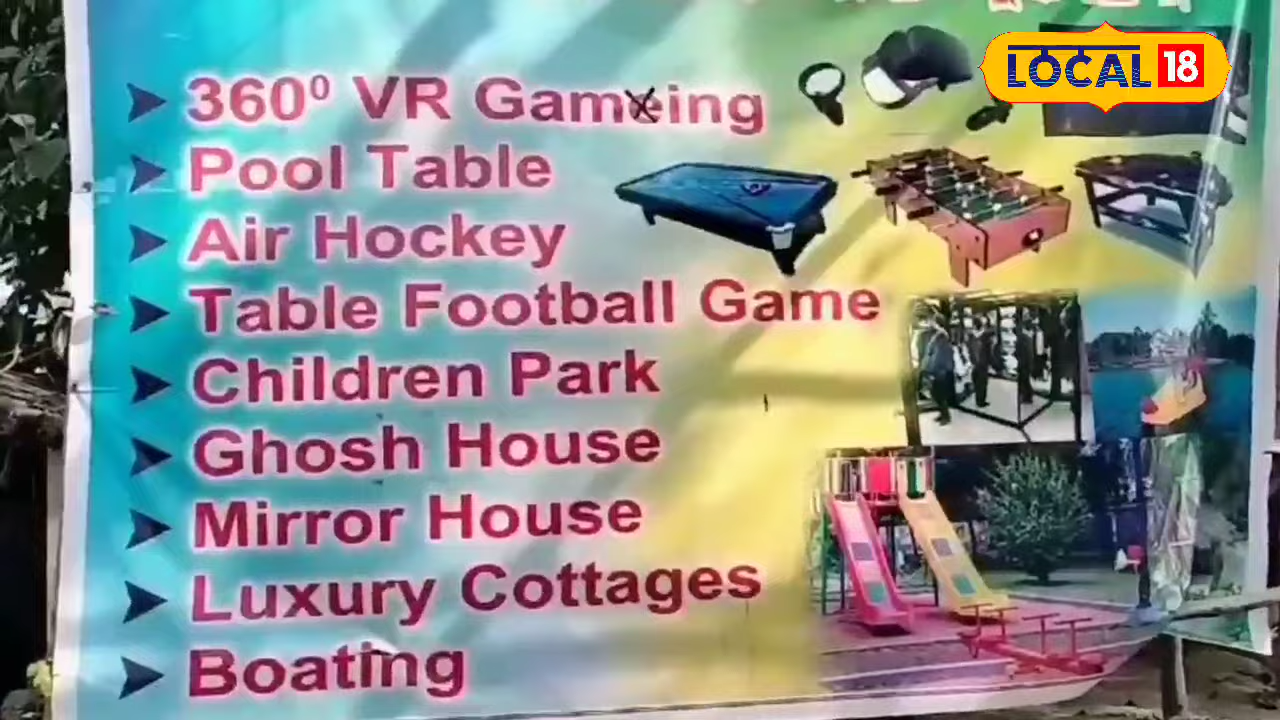 LOCAL 18
360⁰ VR Gameing
Pool Table
Air Hockey
Table Football Game
Children Park
Ghosh House
Mirror House
Luxury Cottages
Boating